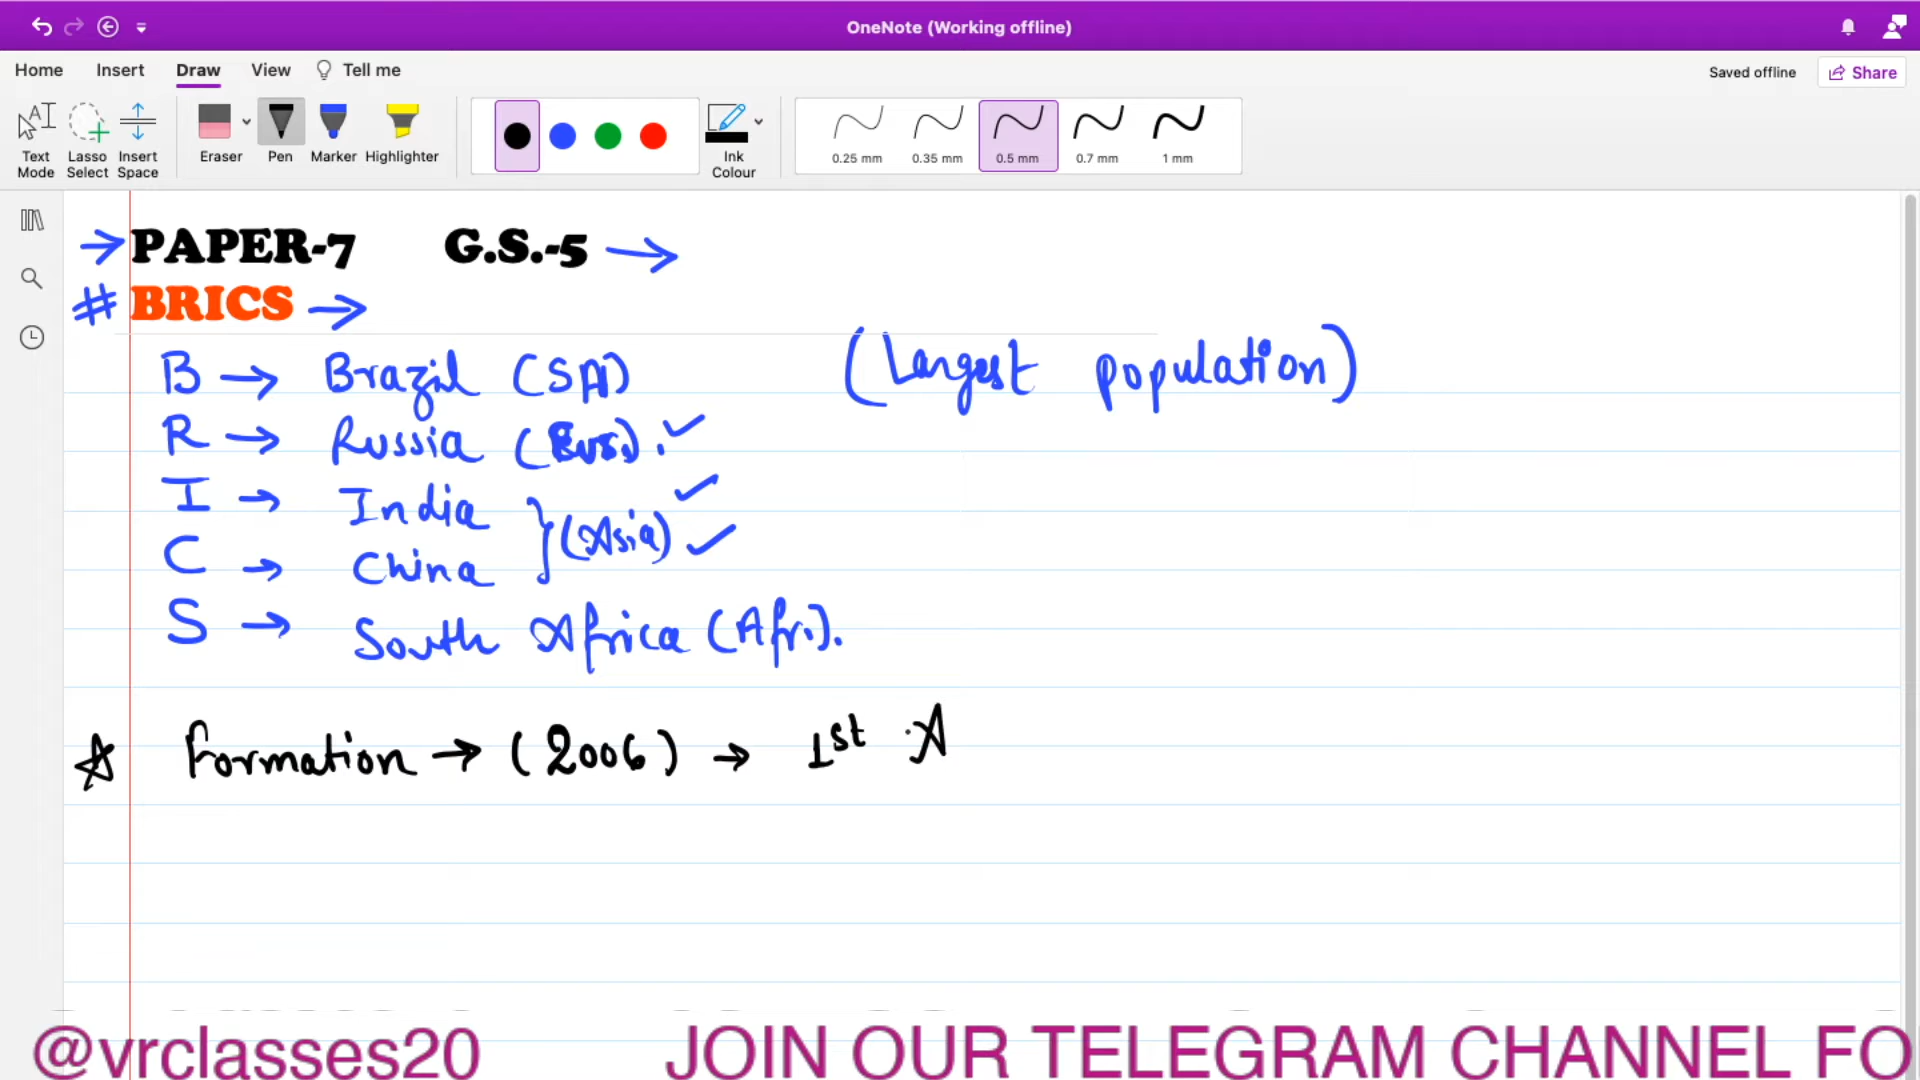 OneNote (Working offline)
Home Insert Draw View Tell me Saved offline Share
Text Mode Lasso Select Insert Space Eraser Pen Marker Highlighter Ink Colour 0.25 mm 0.35 mm 0.5 mm 0.7 mm 1 mm
→ PAPER-7 G.S.-5 →
# BRICS →
B → Brazil (SA) (Largest population)
R → Russia (Eur.). ✓
I → India ✓
} (Asia) ✓
C → China
S → South Africa (Afri).
☆ Formation → (2006) → 1st A
@vrclasses20 JOIN OUR TELEGRAM CHANNEL FO